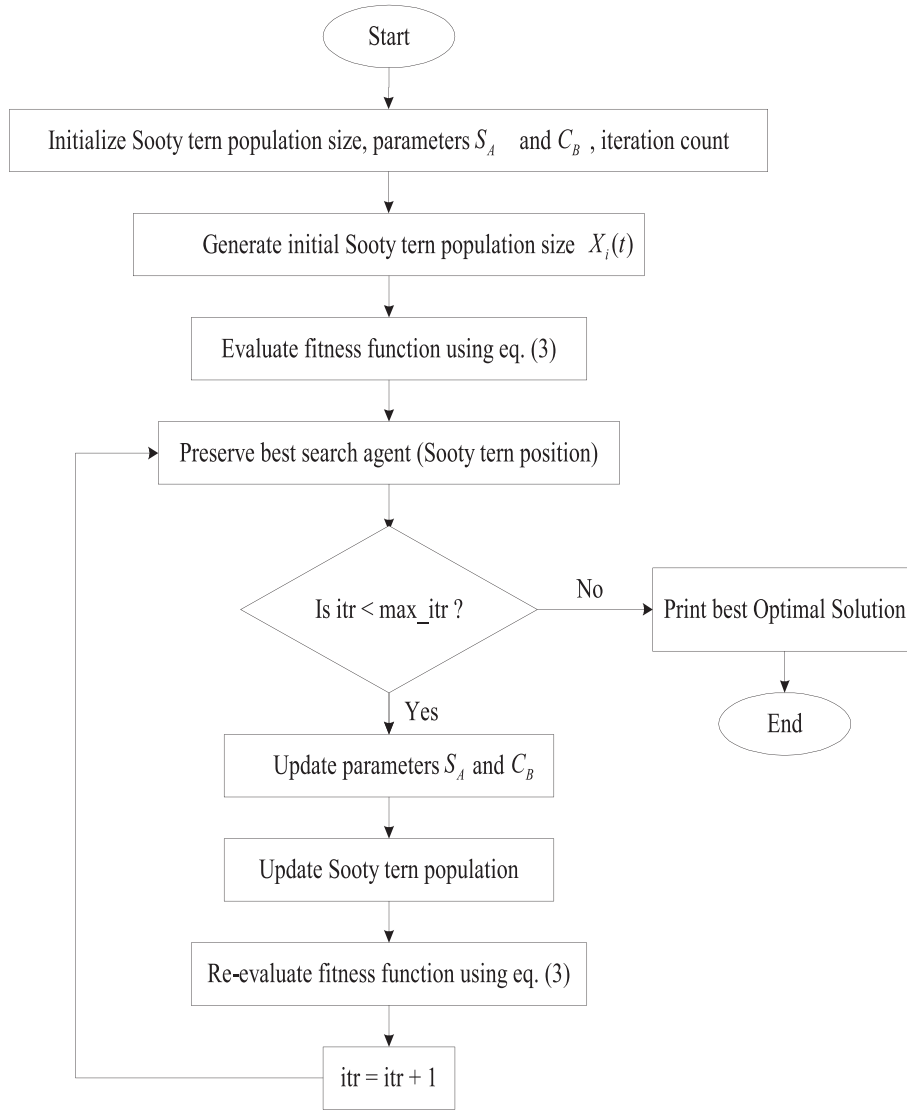 Start
Initialize Sooty tern population size, parameters S_A and C_B , iteration count
Generate initial Sooty tern population size X_i(t)
Evaluate fitness function using eq. (3)
Preserve best search agent (Sooty tern position)
Is itr < max_itr ?
No
Print best Optimal Solution
End
Yes
Update parameters S_A and C_B
Update Sooty tern population
Re-evaluate fitness function using eq. (3)
itr = itr + 1